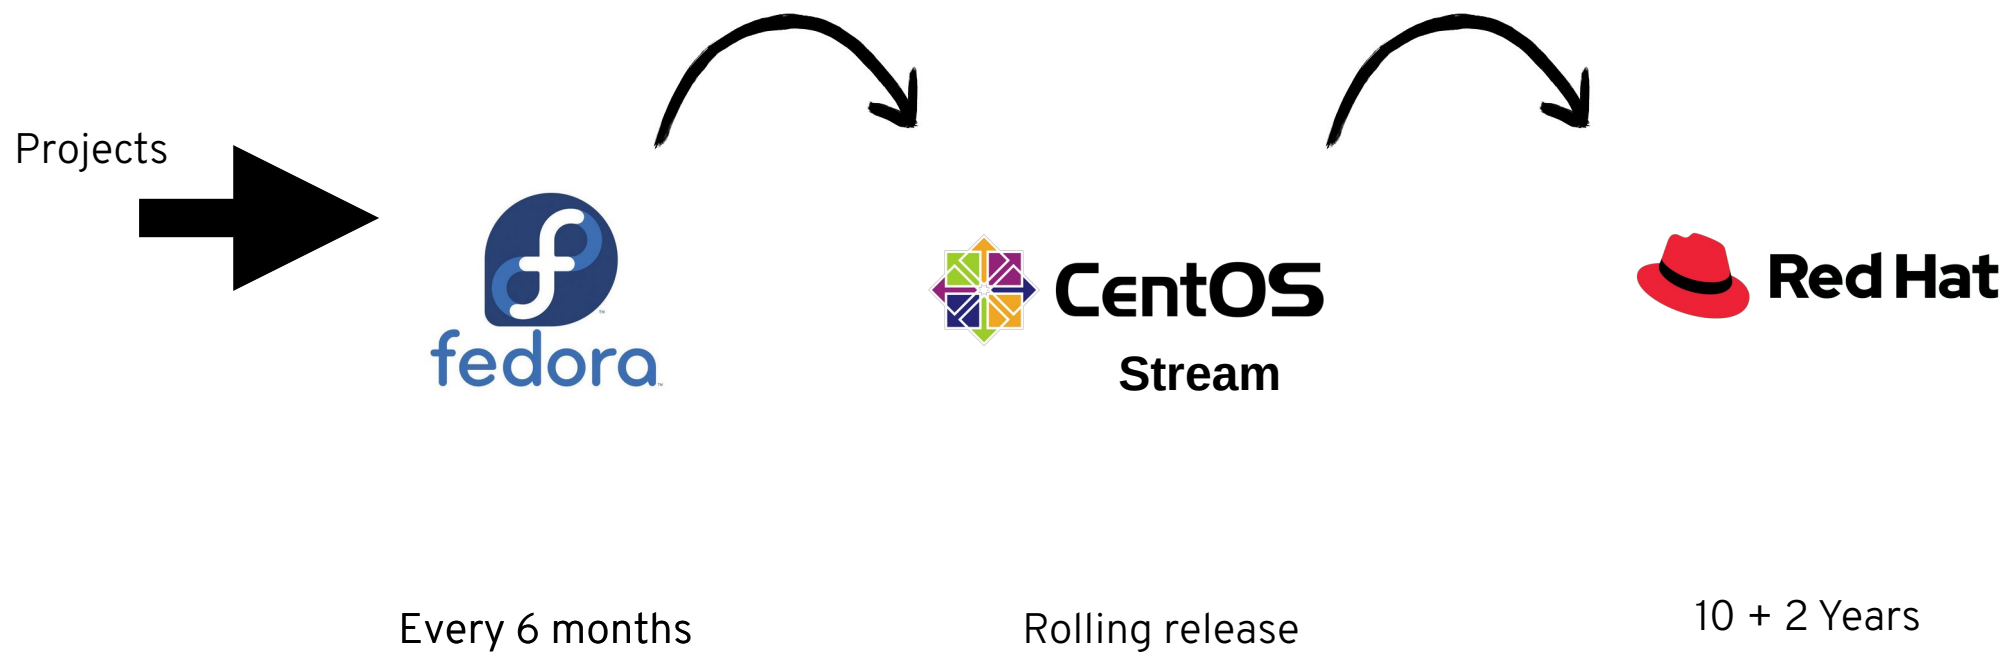 Projects
fedora
CentOS
Stream
Red Hat
Every 6 months
Rolling release
10 + 2 Years